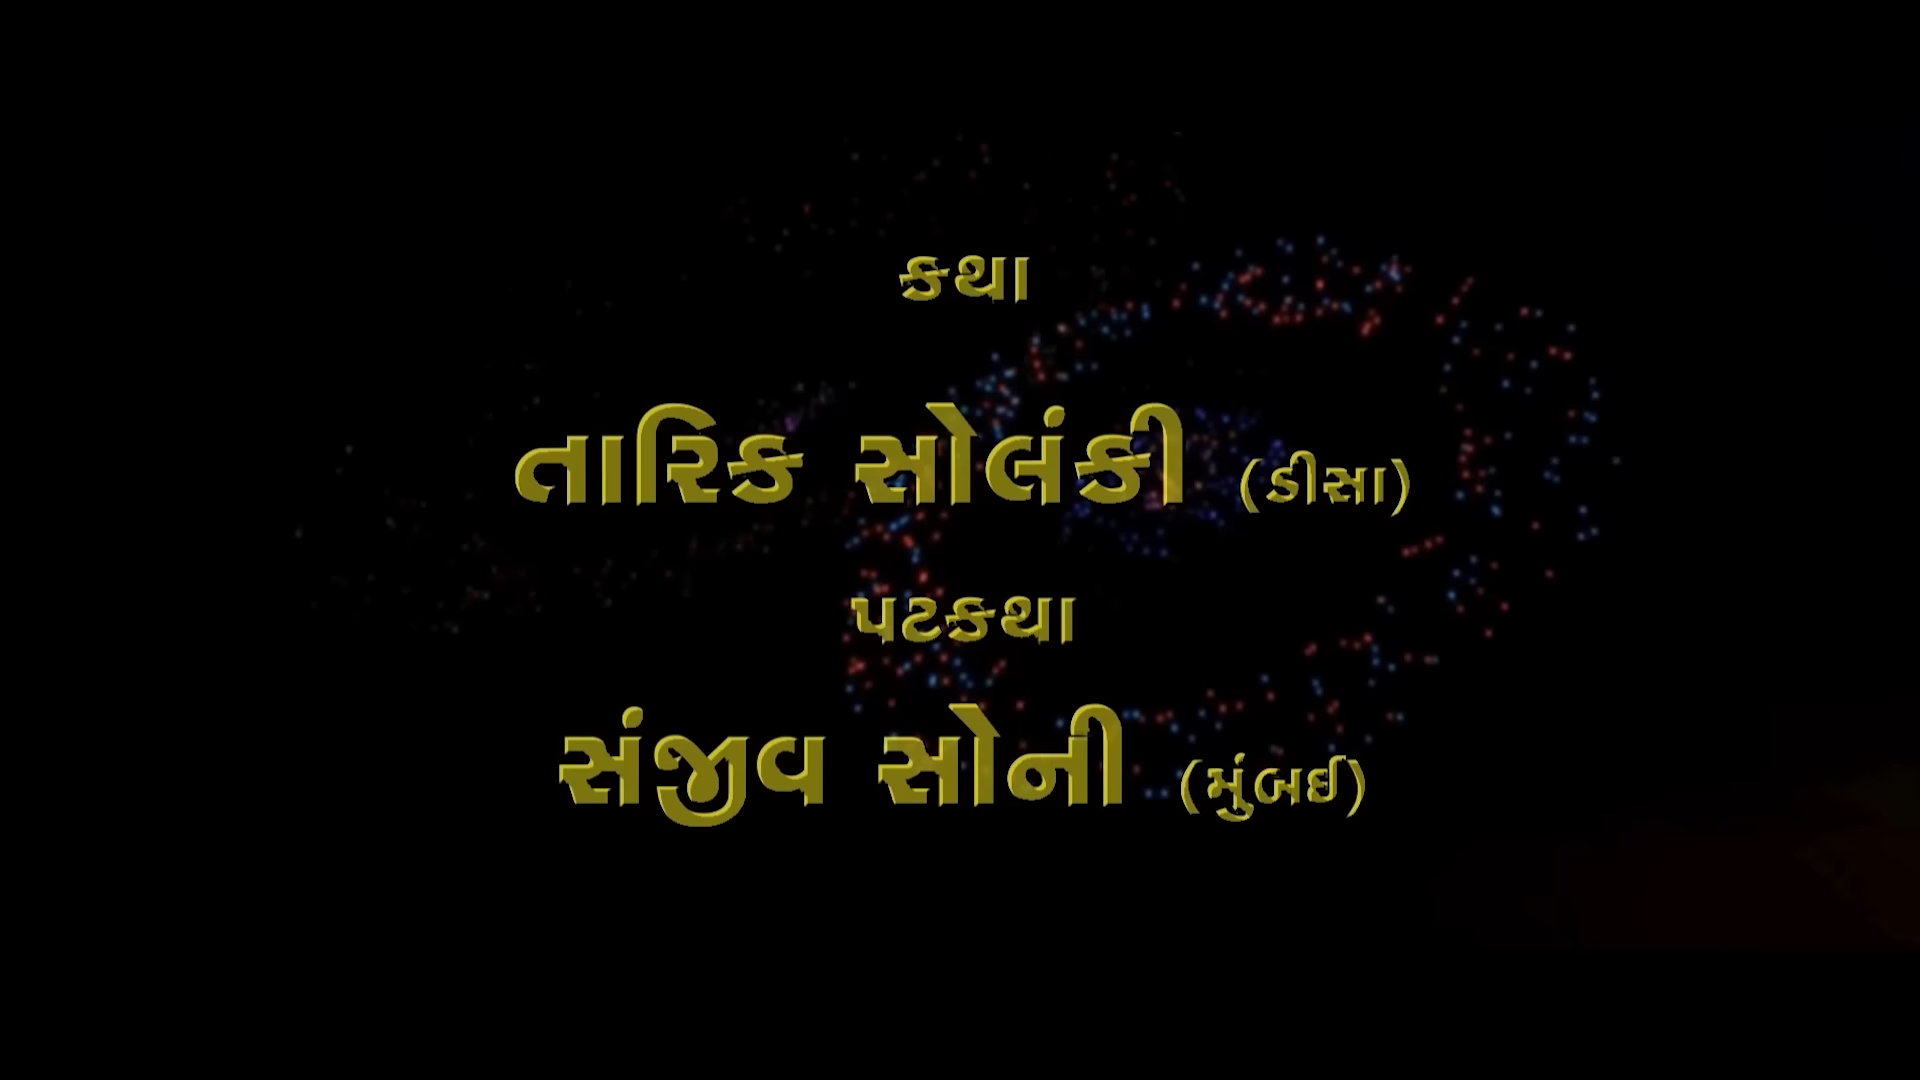 કથા
તારિક સોલંકી (ડીસા)
પટકથા
સંજીવ સોની (મુંબઈ)